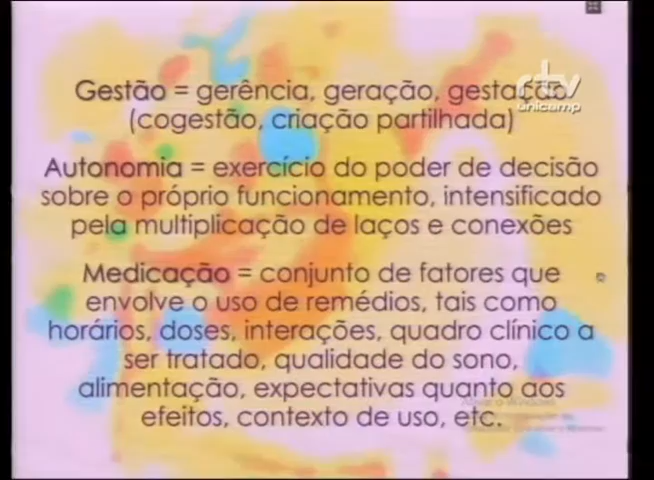 rtv
unicamp
Gestão = gerência, geração, gestação
(cogestão, criação partilhada)
Autonomia = exercício do poder de decisão
sobre o próprio funcionamento, intensificado
pela multiplicação de laços e conexões
Medicação = conjunto de fatores que
envolve o uso de remédios, tais como
horários, doses, interações, quadro clínico a
ser tratado, qualidade do sono,
alimentação, expectativas quanto aos
efeitos, contexto de uso, etc.